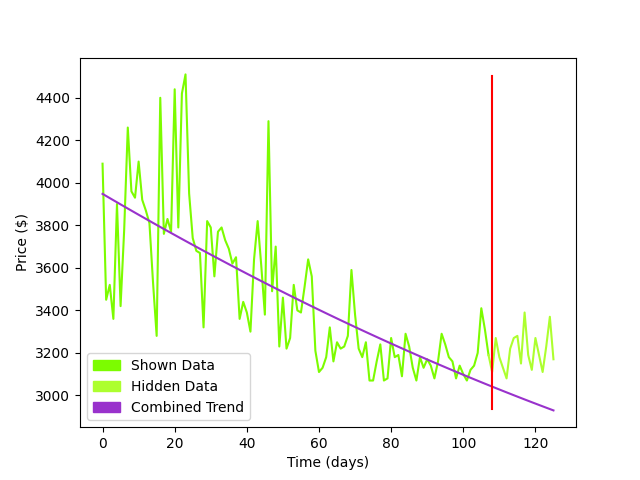 4400
4200
4000
3800
3600
3400
3200
3000
Price ($)
Shown Data
Hidden Data
Combined Trend
0 20 40 60 80 100 120
Time (days)